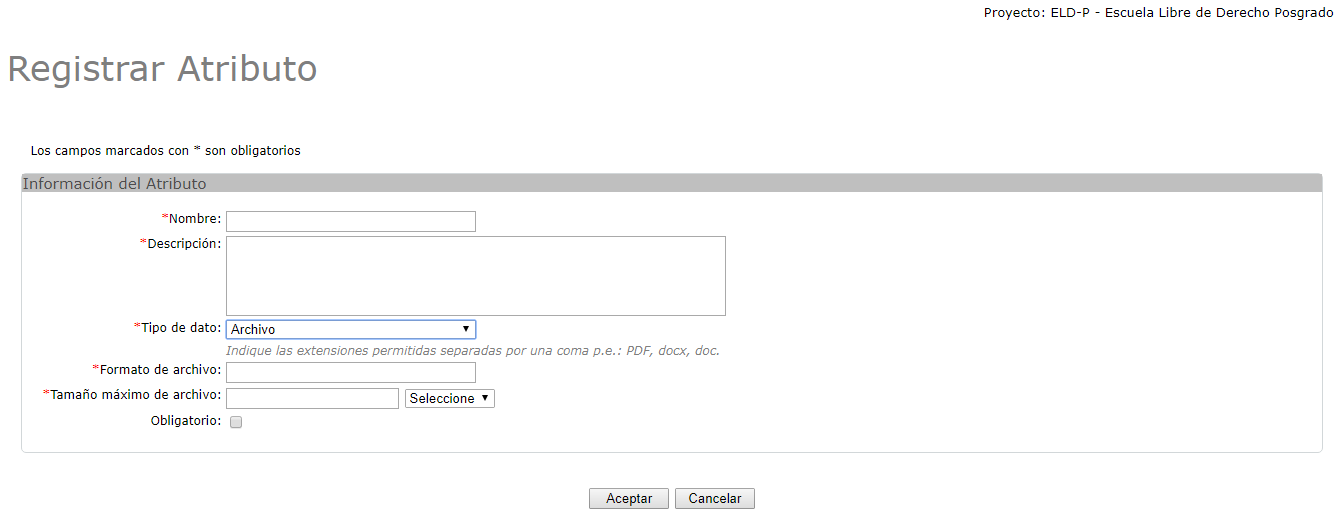 Proyecto: ELD-P - Escuela Libre de Derecho Posgrado
Registrar Atributo
Los campos marcados con * son obligatorios
Información del Atributo
*Nombre:
*Descripción:
*Tipo de dato: Archivo
Indique las extensiones permitidas separadas por una coma p.e.: PDF, docx, doc.
*Formato de archivo:
*Tamaño máximo de archivo: Seleccione
Obligatorio:
Aceptar Cancelar